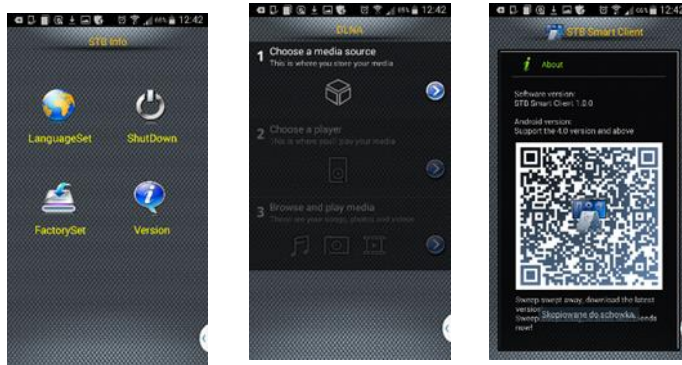 12:42
STB Info
LanguageSet
ShutDown
FactorySet
Version
12:42
DLNA
1 Choose a media source
This is where you store your media
2 Choose a player
This is where you'll play your media
3 Browse and play media
These are your songs, photos and videos
12:42
STB Smart Client
About
Software version:
STB Smart Client 1.0.0
Android version:
Support the 4.0 version and above
Sweep swept away, download the latest
version
Skopiowane do schowka.
Sweep
ends
now!